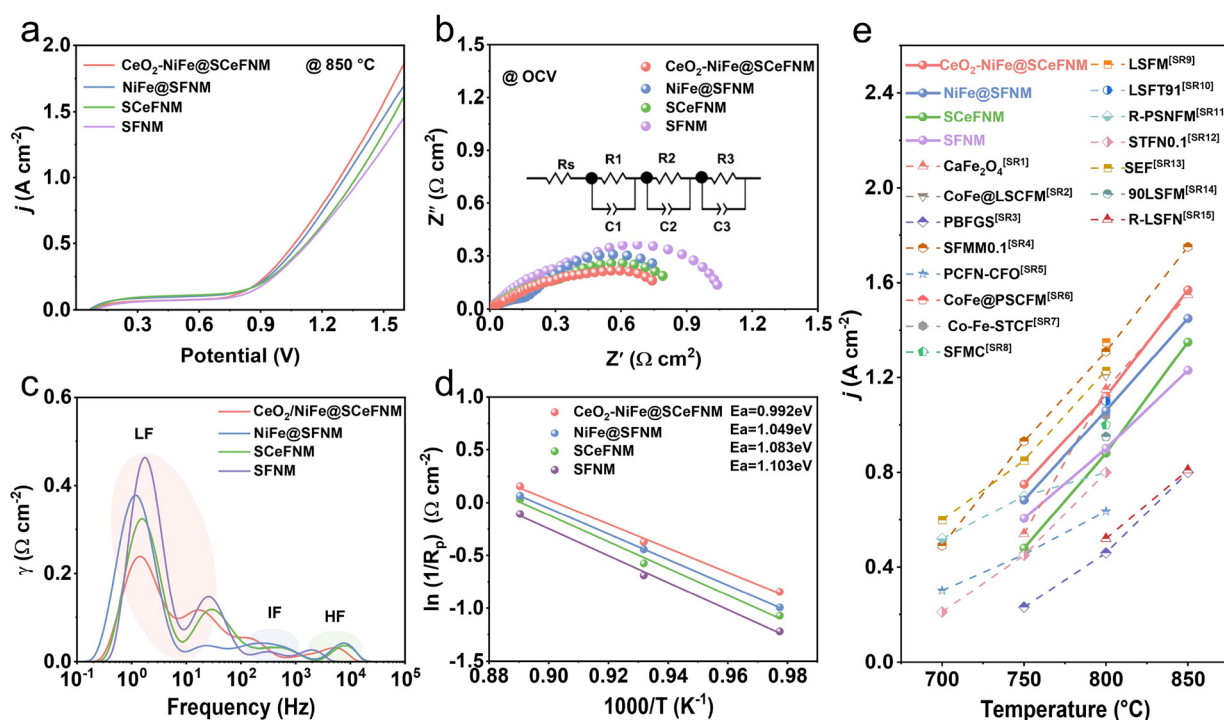 a
2.0
1.5
1.0
0.5
0.0
j (A cm⁻²)
CeO₂-NiFe@SCeFNM
NiFe@SFNM
SCeFNM
SFNM
@ 850 °C
0.3 0.6 0.9 1.2 1.5
Potential (V)
b
1.5
1.2
0.9
0.6
0.3
0.0
Z″ (Ω cm²)
@ OCV
CeO₂-NiFe@SCeFNM
NiFe@SFNM
SCeFNM
SFNM
Rs R1 R2 R3
C1 C2 C3
0.0 0.3 0.6 0.9 1.2 1.5
Z′ (Ω cm²)
c
0.6
0.4
0.2
0.0
γ (Ω cm⁻²)
CeO₂/NiFe@SCeFNM
NiFe@SFNM
SCeFNM
SFNM
LF
IF
HF
10⁻¹ 10⁰ 10¹ 10² 10³ 10⁴ 10⁵
Frequency (Hz)
d
1.0
0.5
0.0
-0.5
-1.0
-1.5
ln (1/Rₚ) (Ω cm⁻²)
CeO₂-NiFe@SCeFNM Ea=0.992eV
NiFe@SFNM Ea=1.049eV
SCeFNM Ea=1.083eV
SFNM Ea=1.103eV
0.88 0.90 0.92 0.94 0.96 0.98
1000/T (K⁻¹)
e
2.4
2.0
1.6
1.2
0.8
0.4
0.0
j (A cm⁻²)
CeO₂-NiFe@SCeFNM
NiFe@SFNM
SCeFNM
SFNM
CaFe₂O₄[SR1]
CoFe@LSCFM[SR2]
PBFGS[SR3]
SFMM0.1[SR4]
PCFN-CFO[SR5]
CoFe@PSCFM[SR6]
Co-Fe-STCF[SR7]
SFMC[SR8]
LSFM[SR9]
LSFT91[SR10]
R-PSNFM[SR11
STFN0.1[SR12]
SEF[SR13]
90LSFM[SR14]
R-LSFN[SR15]
700 750 800 850
Temperature (°C)